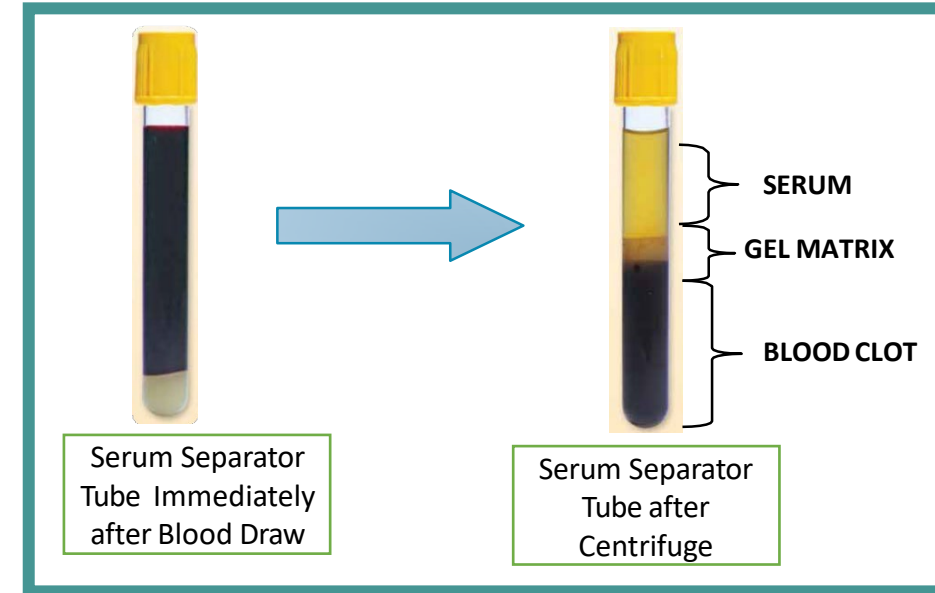 SERUM
GEL MATRIX
BLOOD CLOT
Serum Separator
Tube Immediately
after Blood Draw
Serum Separator
Tube after
Centrifuge